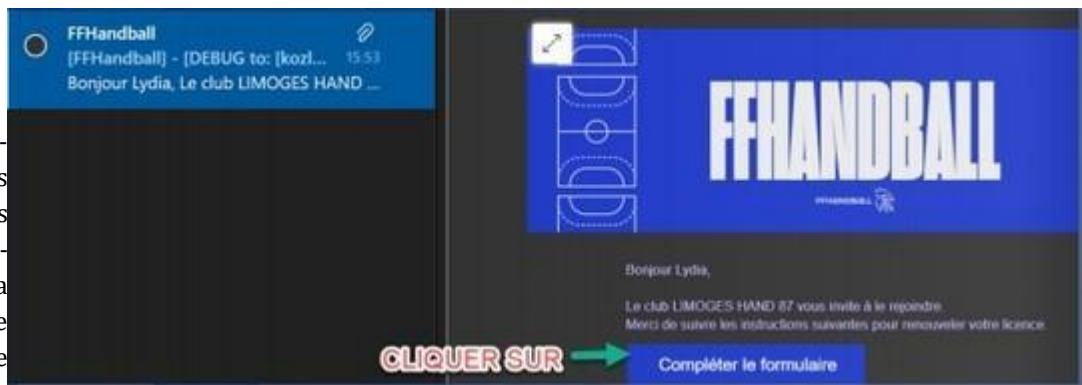 FFHandball
[FFHandball] - [DEBUG to: [kozl... 15:53
Bonjour Lydia, Le club LIMOGES HAND ...
FFHANDBALL
FFHANDBALL
Bonjour Lydia,
Le club LIMOGES HAND 87 vous invite à le rejoindre.
Merci de suivre les instructions suivantes pour renouveler votre licence.
CLIQUER SUR
Compléter le formulaire